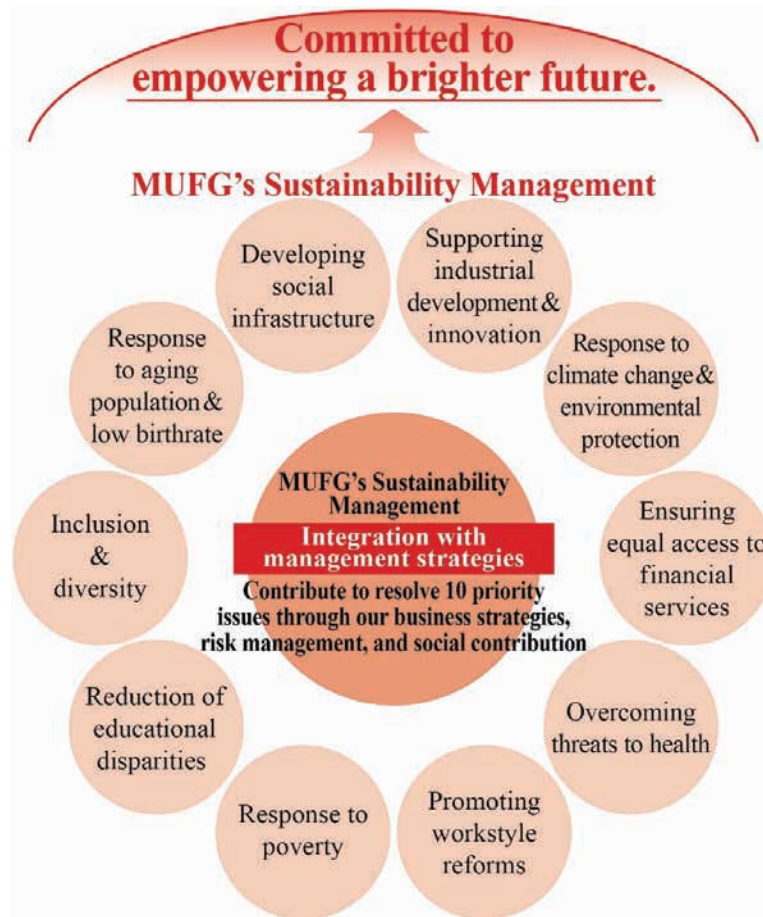 Committed to
empowering a brighter future.
MUFG's Sustainability Management
Developing
social
infrastructure
Supporting
industrial
development &
innovation
Response to
climate change &
environmental
protection
Ensuring
equal access to
financial
services
Overcoming
threats to health
Promoting
workstyle
reforms
Response to
poverty
Reduction of
educational
disparities
Inclusion
&
diversity
Response
to aging
population &
low birthrate
MUFG's Sustainability
Management
Integration with
management strategies
Contribute to resolve 10 priority
issues through our business strategies,
risk management, and social contribution